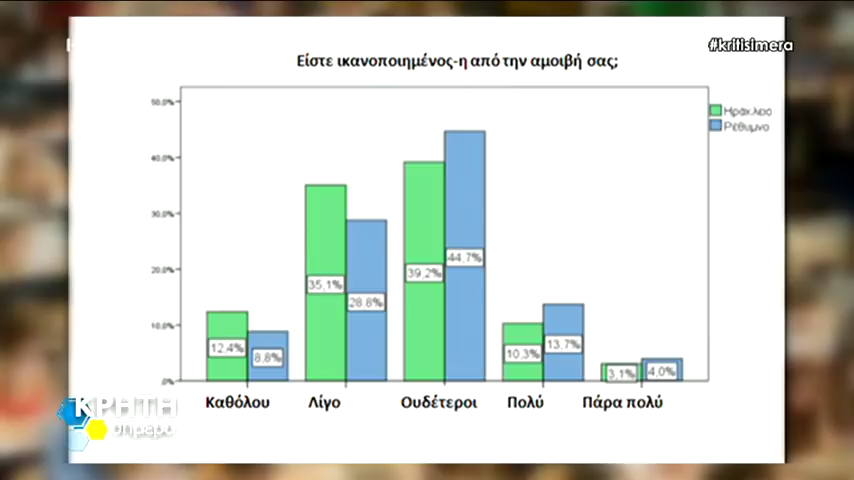 #kritisimera
Είστε ικανοποιημένος-η από την αμοιβή σας;
Ηράκλειο
Ρέθυμνο
50,0%
40,0%
30,0%
20,0%
10,0%
,0%
12,4%
8,8%
35,1%
28,8%
39,2%
44,7%
10,3%
13,7%
3,1%
4,0%
Καθόλου Λίγο Ουδέτεροι Πολύ Πάρα πολύ
ΚΡΗΤΗ
σήμερα